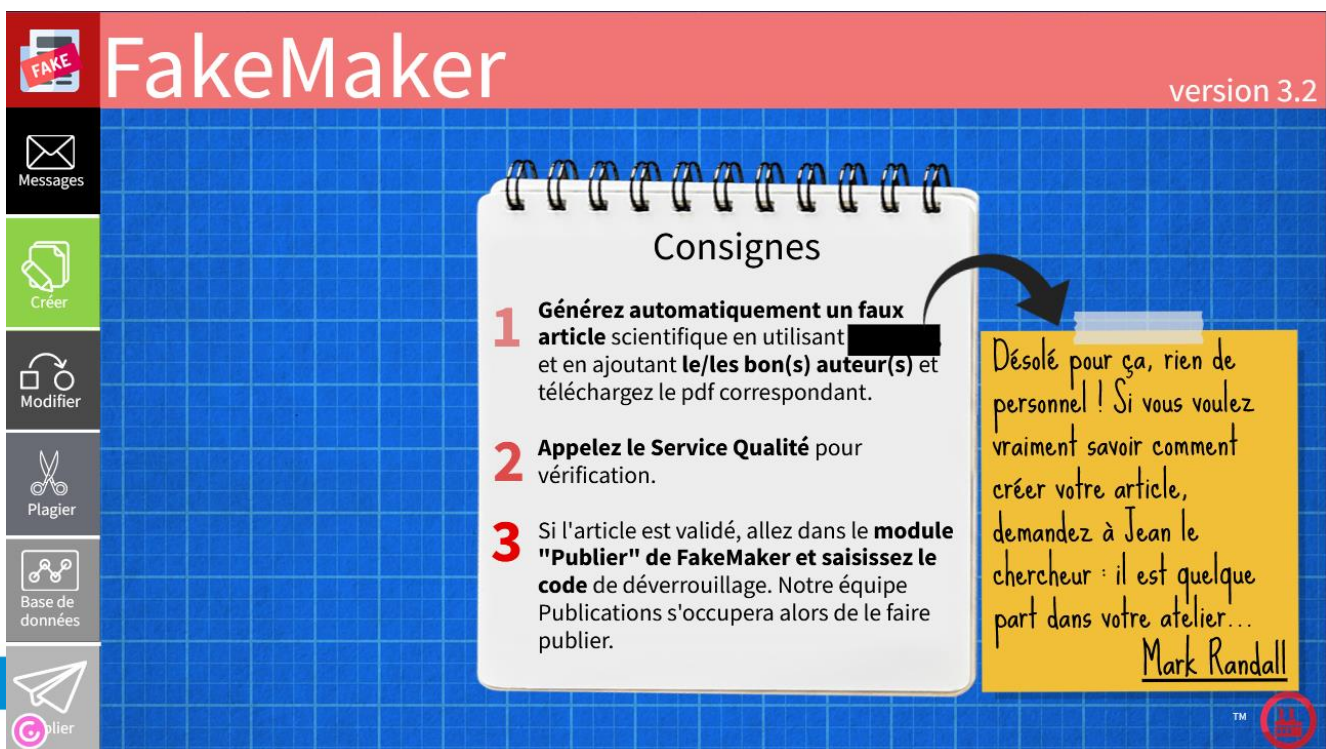 FAKE
FakeMaker
version 3.2
Messages
Créer
Modifier
Plagier
Base de
données
blier
Consignes
1 Générez automatiquement un faux
article scientifique en utilisant
et en ajoutant le/les bon(s) auteur(s) et
téléchargez le pdf correspondant.
2 Appelez le Service Qualité pour
vérification.
3 Si l'article est validé, allez dans le module
"Publier" de FakeMaker et saisissez le
code de déverrouillage. Notre équipe
Publications s'occupera alors de le faire
publier.
Désolé pour ça, rien de
personnel ! Si vous voulez
vraiment savoir comment
créer votre article,
demandez à Jean le
chercheur : il est quelque
part dans votre atelier...
Mark Randall
TM